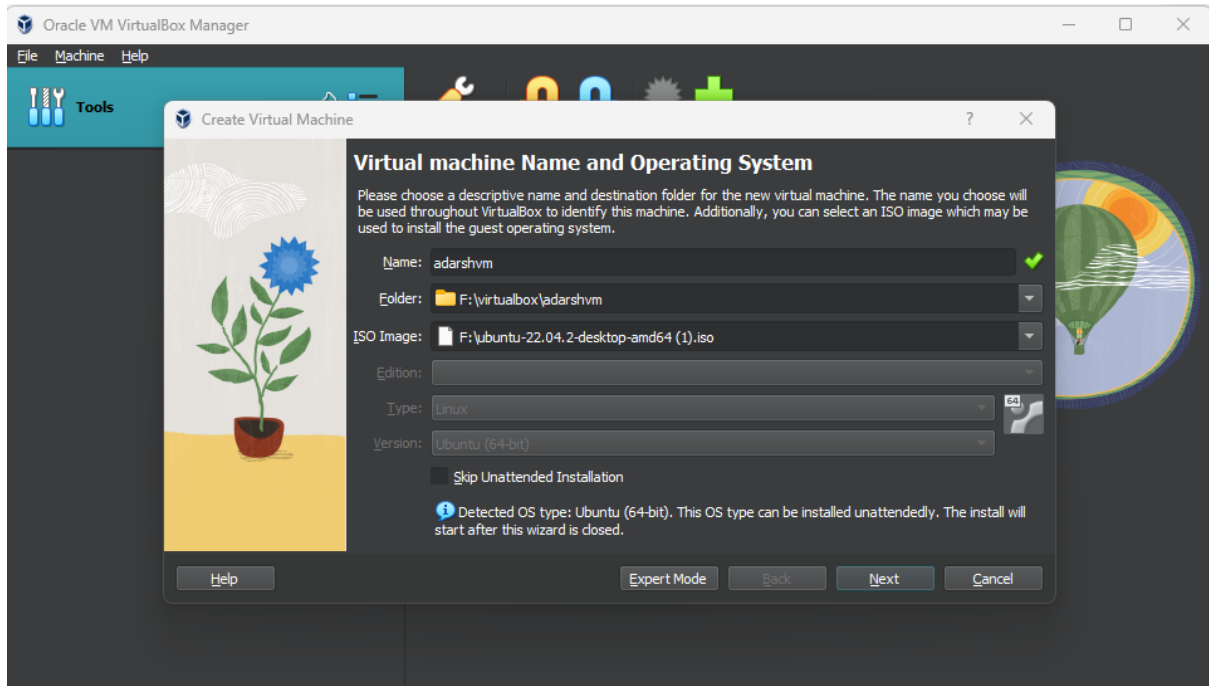 Oracle VM VirtualBox Manager
File Machine Help
Tools
Create Virtual Machine
?
Virtual machine Name and Operating System
Please choose a descriptive name and destination folder for the new virtual machine. The name you choose will
be used throughout VirtualBox to identify this machine. Additionally, you can select an ISO image which may be
used to install the guest operating system.
Name: adarshvm
Folder: F:\virtualbox\adarshvm
ISO Image: F:\ubuntu-22.04.2-desktop-amd64 (1).iso
Edition:
Type: Linux
64
Version: Ubuntu (64-bit)
Skip Unattended Installation
Detected OS type: Ubuntu (64-bit). This OS type can be installed unattendedly. The install will
start after this wizard is closed.
Help Expert Mode Back Next Cancel